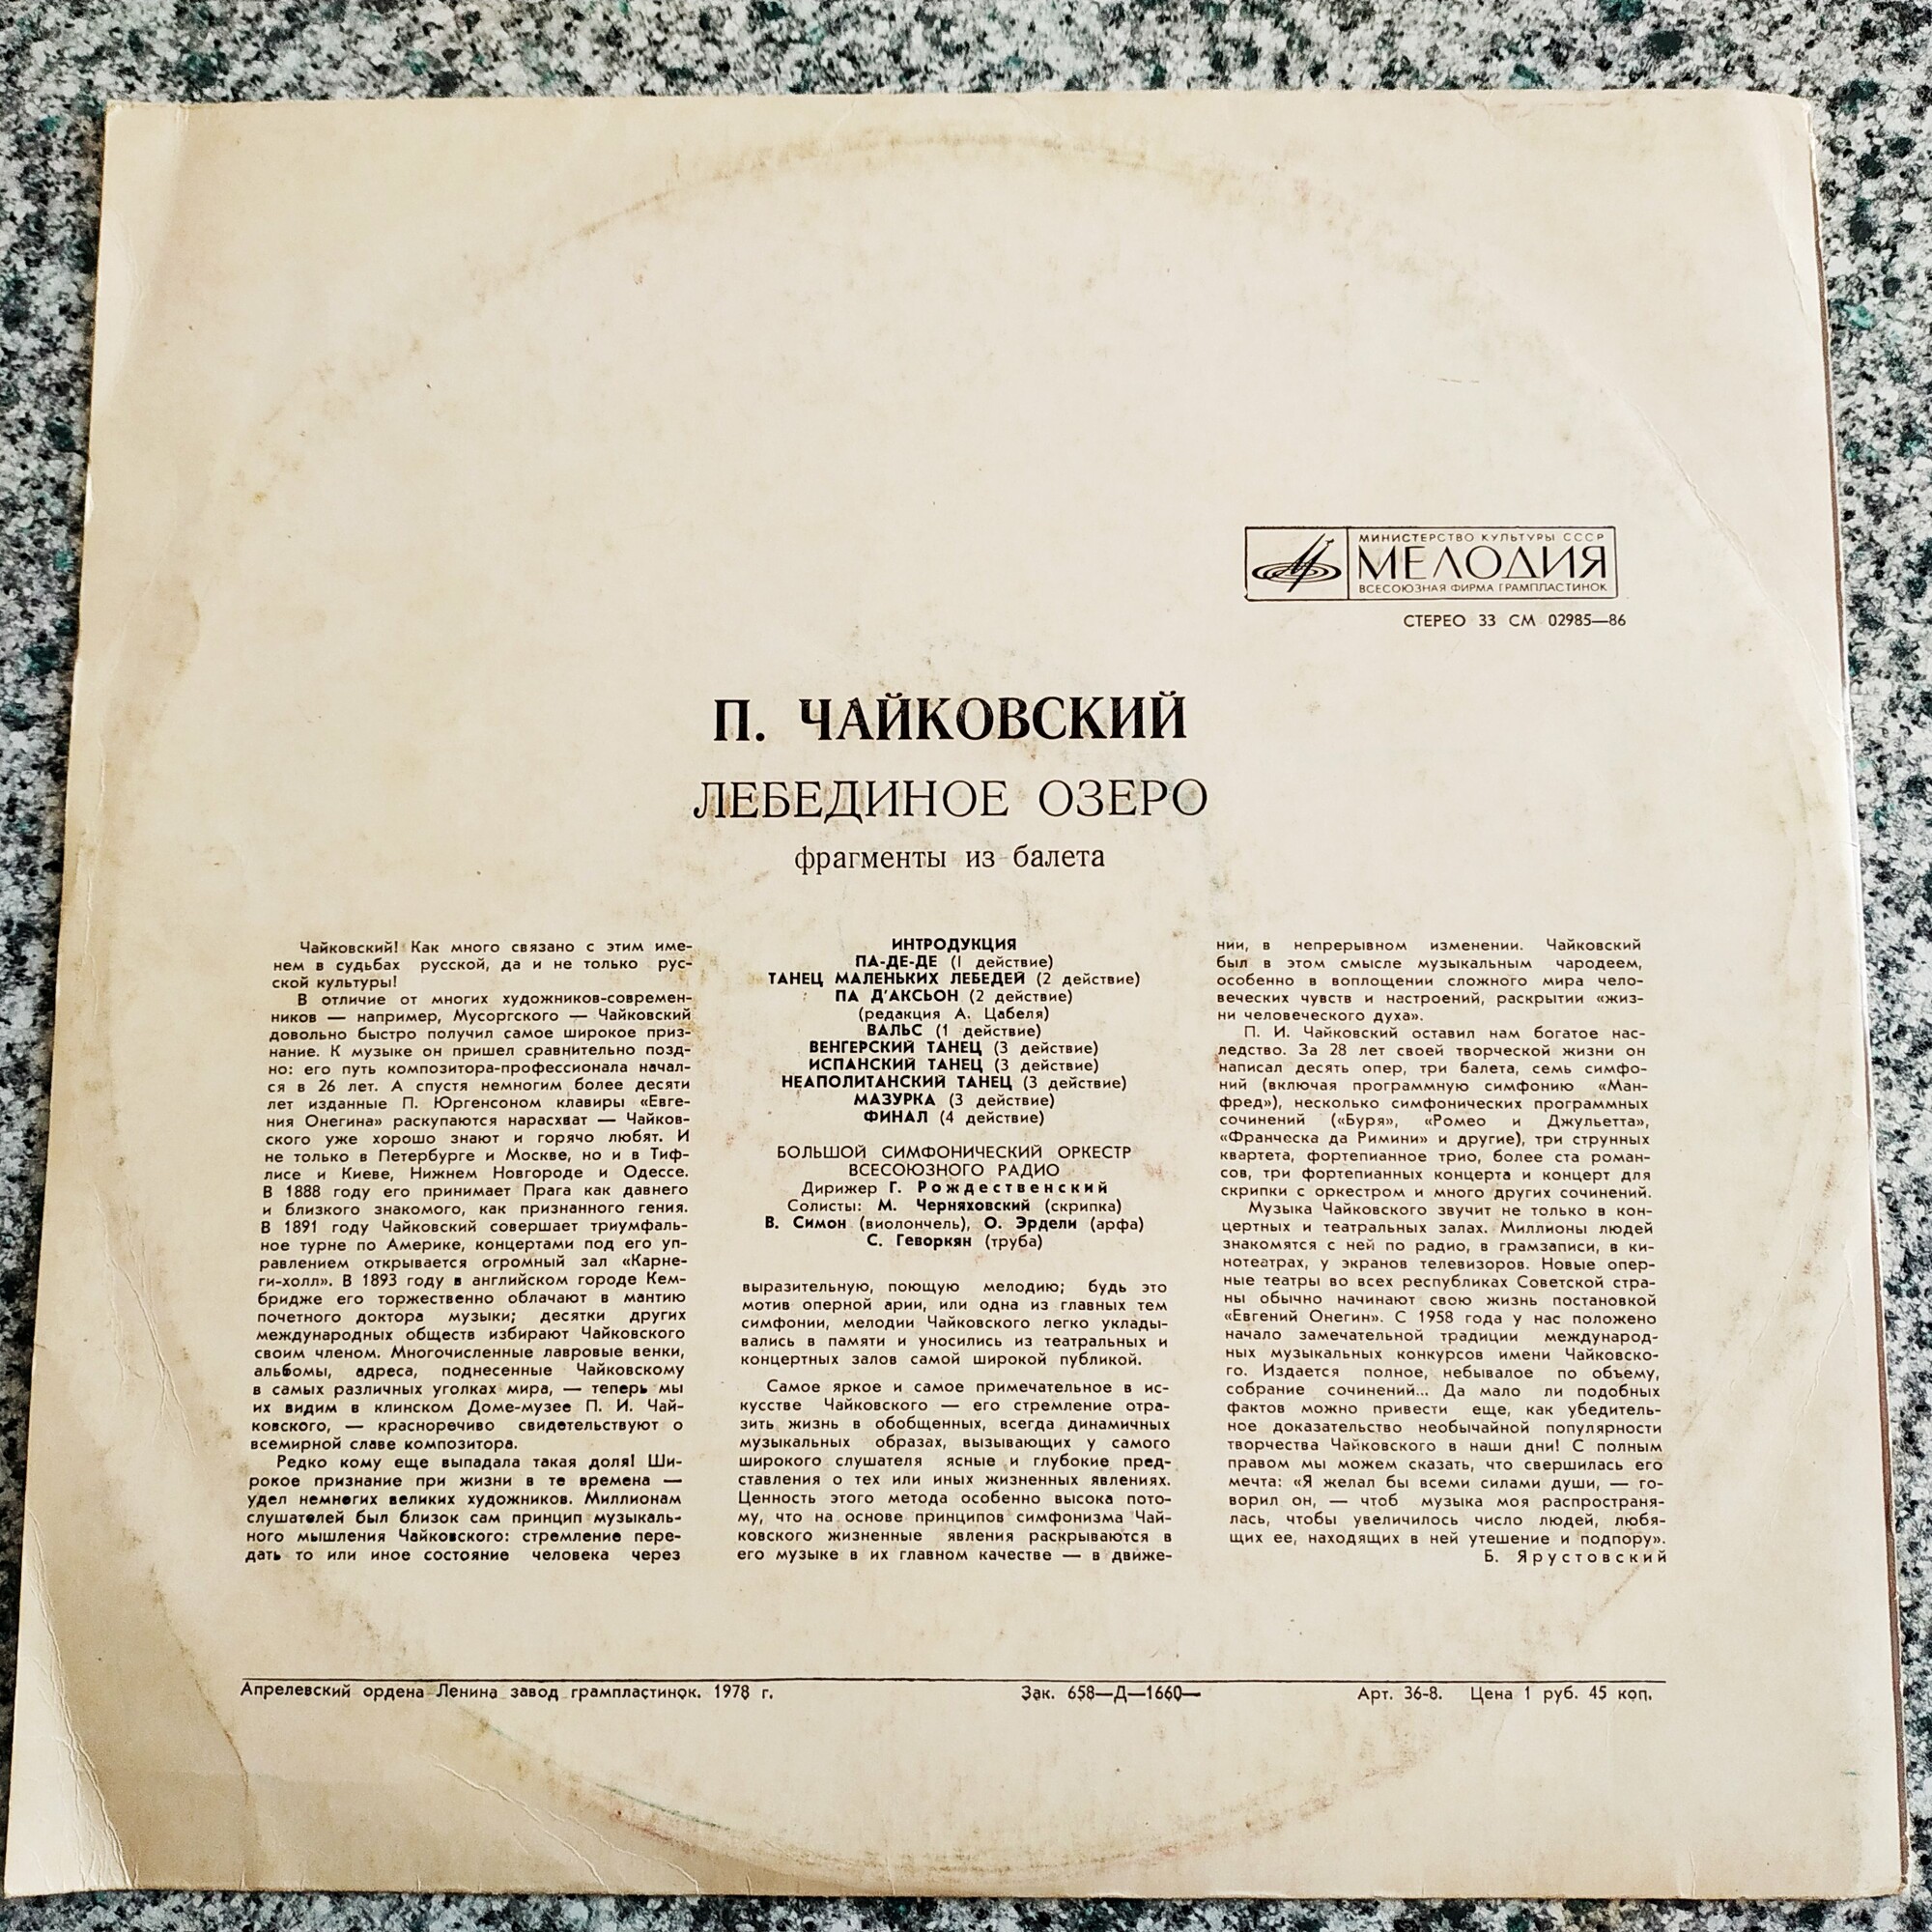 МИНИСТЕРСТВО КУЛЬТУРЫ СССР
МЕЛОДИЯ
ВСЕСОЮЗНАЯ ФИРМА ГРАМПЛАСТИНОК
СТЕРЕО 33 СМ 02985—86
П. ЧАЙКОВСКИЙ
ЛЕБЕДИНОЕ ОЗЕРО
фрагменты из балета
Чайковский! Как много связано с этим име-
нем в судьбах русской, да и не только рус-
ской культуры!
В отличие от многих художников-современ-
ников — например, Мусоргского — Чайковский
довольно быстро получил самое широкое приз-
нание. К музыке он пришел сравнительно позд-
но: его путь композитора-профессионала начал-
ся в 26 лет. А спустя немногим более десяти
лет изданные П. Юргенсоном клавиры «Евге-
ния Онегина» раскупаются нарасхват — Чайков-
ского уже хорошо знают и горячо любят. И
не только в Петербурге и Москве, но и в Тиф-
лисе и Киеве, Нижнем Новгороде и Одессе.
В 1888 году его принимает Прага как давнего
и близкого знакомого, как признанного гения.
В 1891 году Чайковский совершает триумфаль-
ное турне по Америке, концертами под его уп-
равлением открывается огромный зал «Карне-
ги-холл». В 1893 году в английском городе Кем-
бридже его торжественно облачают в мантию
почетного доктора музыки; десятки других
международных обществ избирают Чайковского
своим членом. Многочисленные лавровые венки,
альбомы, адреса, поднесенные Чайковскому
в самых различных уголках мира, — теперь мы
их видим в клинском Доме-музее П. И. Чай-
ковского, — красноречиво свидетельствуют о
всемирной славе композитора.
Редко кому еще выпадала такая доля! Ши-
рокое признание при жизни в те времена —
удел немногих великих художников. Миллионам
слушателей был близок сам принцип музыкаль-
ного мышления Чайковского: стремление пере-
дать то или иное состояние человека через
ИНТРОДУКЦИЯ
ПА-ДЕ-ДЕ (I действие)
ТАНЕЦ МАЛЕНЬКИХ ЛЕБЕДЕЙ (2 действие)
ПА Д'АКСЬОН (2 действие)
(редакция А. Цабеля)
ВАЛЬС (1 действие)
ВЕНГЕРСКИЙ ТАНЕЦ (3 действие)
ИСПАНСКИЙ ТАНЕЦ (3 действие)
НЕАПОЛИТАНСКИЙ ТАНЕЦ (3 действие)
МАЗУРКА (3 действие)
ФИНАЛ (4 действие)
БОЛЬШОЙ СИМФОНИЧЕСКИЙ ОРКЕСТР
ВСЕСОЮЗНОГО РАДИО
Дирижер Г. Рождественский
Солисты: М. Черняховский (скрипка)
В. Симон (виолончель), О. Эрдели (арфа)
С. Геворкян (труба)
выразительную, поющую мелодию; будь это
мотив оперной арии, или одна из главных тем
симфонии, мелодии Чайковского легко уклады-
вались в памяти и уносились из театральных и
концертных залов самой широкой публикой.
Самое яркое и самое примечательное в ис-
кусстве Чайковского — его стремление отра-
зить жизнь в обобщенных, всегда динамичных
музыкальных образах, вызывающих у самого
широкого слушателя ясные и глубокие пред-
ставления о тех или иных жизненных явлениях.
Ценность этого метода особенно высока пото-
му, что на основе принципов симфонизма Чай-
ковского жизненные явления раскрываются в
его музыке в их главном качестве — в движе-
нии, в непрерывном изменении. Чайковский
был в этом смысле музыкальным чародеем,
особенно в воплощении сложного мира чело-
веческих чувств и настроений, раскрытии «жиз-
ни человеческого духа».
П. И. Чайковский оставил нам богатое нас-
ледство. За 28 лет своей творческой жизни он
написал десять опер, три балета, семь симфо-
ний (включая программную симфонию «Ман-
фред»), несколько симфонических программных
сочинений («Буря», «Ромео и Джульетта»,
«Франческа да Римини» и другие), три струнных
квартета, фортепианное трио, более ста роман-
сов, три фортепианных концерта и концерт для
скрипки с оркестром и много других сочинений.
Музыка Чайковского звучит не только в кон-
цертных и театральных залах. Миллионы людей
знакомятся с ней по радио, в грамзаписи, в ки-
нотеатрах, у экранов телевизоров. Новые опер-
ные театры во всех республиках Советской стра-
ны обычно начинают свою жизнь постановкой
«Евгений Онегин». С 1958 года у нас положено
начало замечательной традиции международ-
ных музыкальных конкурсов имени Чайковско-
го. Издается полное, небывалое по объему,
собрание сочинений... Да мало ли подобных
фактов можно привести еще, как убедитель-
ное доказательство необычайной популярности
творчества Чайковского в наши дни! С полным
правом мы можем сказать, что свершилась его
мечта: «Я желал бы всеми силами души, — го-
ворил он, — чтоб музыка моя распространя-
лась, чтобы увеличилось число людей, любя-
щих ее, находящих в ней утешение и подпору».
Б. Ярустовский
Апрелевский ордена Ленина завод грампластинок. 1978 г.
Зак. 658—Д—1660—
Арт. 36-8. Цена 1 руб. 45 коп.